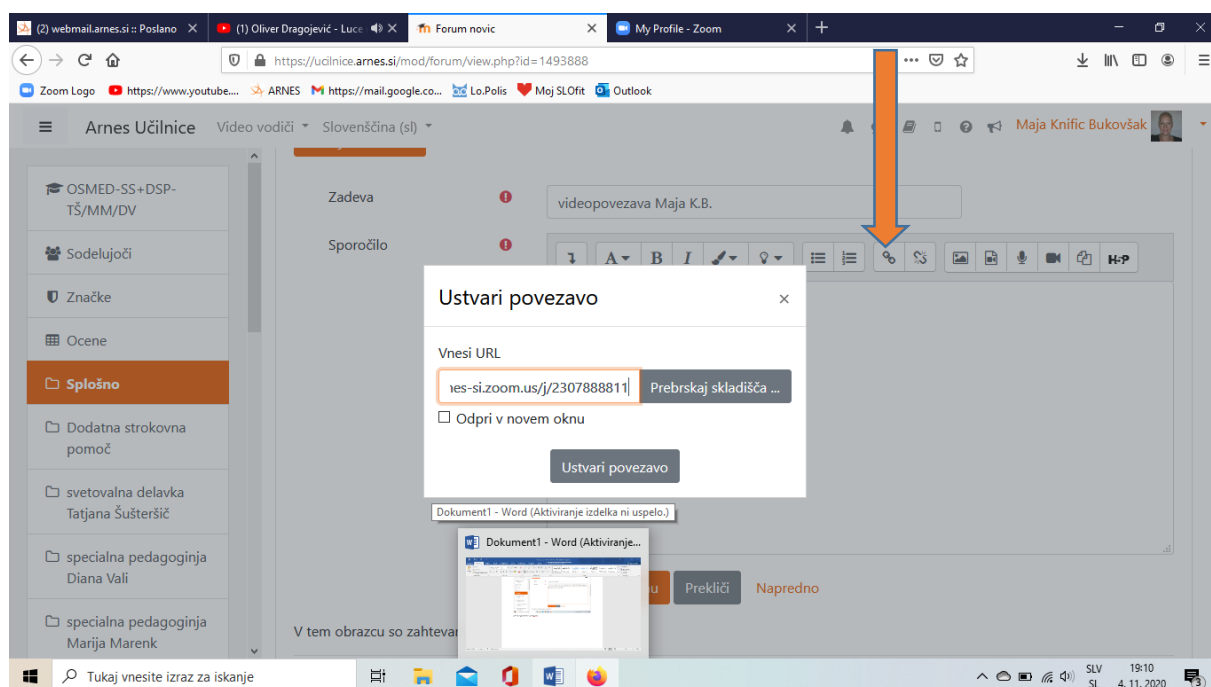 (2) webmail.arnes.si :: Poslano
(1) Oliver Dragojević - Luce
Forum novic
My Profile - Zoom
https://ucilnice.arnes.si/mod/forum/view.php?id=1493888
Zoom Logo
https://www.youtube....
ARNES
https://mail.google.co...
Lo.Polis
Moj SLOfit
Outlook
Arnes Učilnice
Video vodiči
Slovenščina (sl)
Maja Knific Bukovšak
OSMED-SS+DSP-
TŠ/MM/DV
Sodelujoči
Značke
Ocene
Splošno
Dodatna strokovna
pomoč
svetovalna delavka
Tatjana Šušteršič
specialna pedagoginja
Diana Vali
specialna pedagoginja
Marija Marenk
Zadeva
videopovezava Maja K.B.
Sporočilo
A B I H-P
Ustvari povezavo
Vnesi URL
nes-si.zoom.us/j/2307888811
Prebrskaj skladišča ...
Odpri v novem oknu
Ustvari povezavo
Dokument1 - Word (Aktiviranje izdelka ni uspelo.)
Dokument1 - Word (Aktiviranje...
Prekliči
Napredno
V tem obrazcu so
Tukaj vnesite izraz za iskanje
SLV
SL
19:10
4. 11. 2020
3